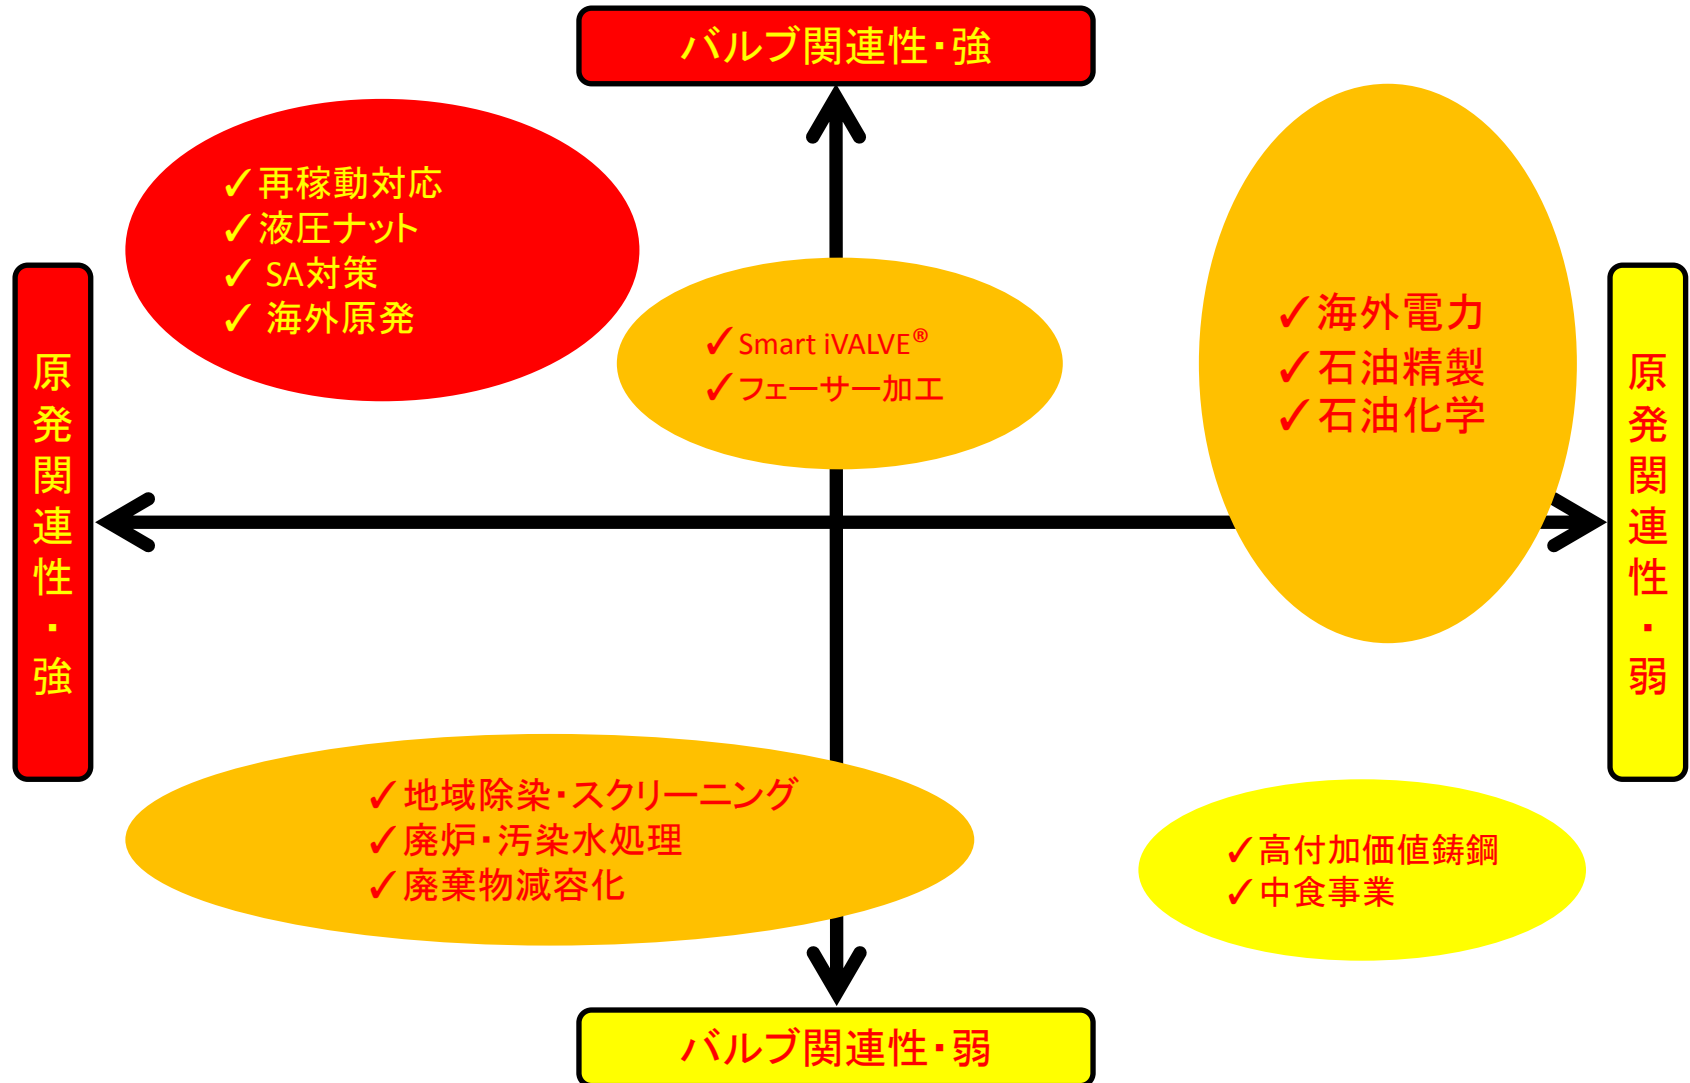 バルブ関連性・強
✓再稼動対応
✓液圧ナット
✓ SA対策
✓ 海外原発
✓Smart iVALVE®
✓フェーサー加工
✓海外電力
✓石油精製
✓石油化学
原発関連性・強
原発関連性・弱
✓地域除染・スクリーニング
✓廃炉・汚染水処理
✓廃棄物減容化
✓高付加価値鋳鋼
✓中食事業
バルブ関連性・弱